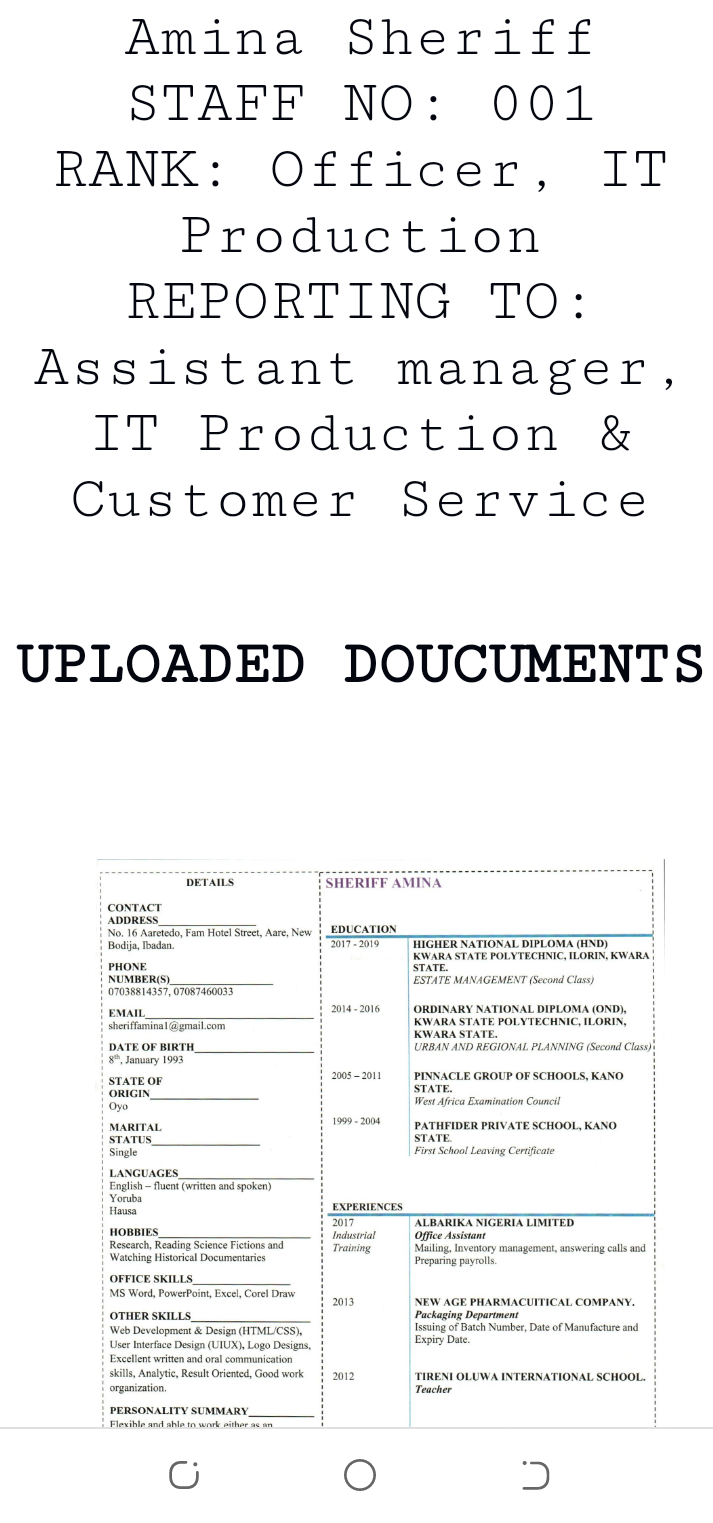 Amina Sheriff
STAFF NO: 001
RANK: Officer, IT
Production
REPORTING TO:
Assistant manager,
IT Production &
Customer Service
UPLOADED DOUCUMENTS
DETAILS
CONTACT
ADDRESS
No. 16 Aaretedo, Fam Hotel Street, Aare, New
Bodija, Ibadan.
PHONE
NUMBER(S)
07038814357, 07087460033
EMAIL
sheriffamina1@gmail.com
DATE OF BIRTH
8th, January 1993
STATE OF
ORIGIN
Oyo
MARITAL
STATUS
Single
LANGUAGES
English – fluent (written and spoken)
Yoruba
Hausa
HOBBIES
Research, Reading Science Fictions and
Watching Historical Documentaries
OFFICE SKILLS
MS Word, PowerPoint, Excel, Corel Draw
OTHER SKILLS
Web Development & Design (HTML/CSS),
User Interface Design (UIUX), Logo Designs,
Excellent written and oral communication
skills, Analytic, Result Oriented, Good work
organization.
PERSONALITY SUMMARY
Flexible and able to work either as an
SHERIFF AMINA
EDUCATION
2017 - 2019
HIGHER NATIONAL DIPLOMA (HND)
KWARA STATE POLYTECHNIC, ILORIN, KWARA
STATE.
ESTATE MANAGEMENT (Second Class)
2014 - 2016
ORDINARY NATIONAL DIPLOMA (OND),
KWARA STATE POLYTECHNIC, ILORIN,
KWARA STATE.
URBAN AND REGIONAL PLANNING (Second Class)
2005 – 2011
PINNACLE GROUP OF SCHOOLS, KANO
STATE.
West Africa Examination Council
1999 - 2004
PATHFIDER PRIVATE SCHOOL, KANO
STATE.
First School Leaving Certificate
EXPERIENCES
2017
Industrial
Training
ALBARIKA NIGERIA LIMITED
Office Assistant
Mailing, Inventory management, answering calls and
Preparing payrolls.
2013
NEW AGE PHARMACUITICAL COMPANY.
Packaging Department
Issuing of Batch Number, Date of Manufacture and
Expiry Date.
2012
TIRENI OLUWA INTERNATIONAL SCHOOL.
Teacher